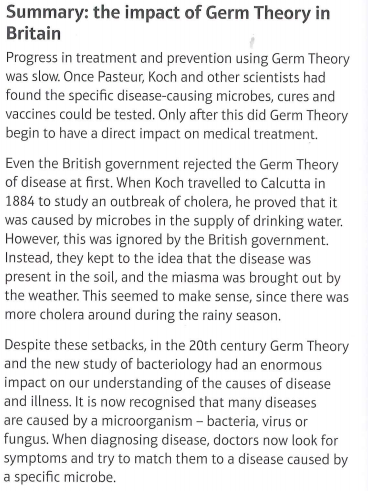 Summary: the impact of Germ Theory in
Britain
Progress in treatment and prevention using Germ Theory
was slow. Once Pasteur, Koch and other scientists had
found the specific disease-causing microbes, cures and
vaccines could be tested. Only after this did Germ Theory
begin to have a direct impact on medical treatment.
Even the British government rejected the Germ Theory
of disease at first. When Koch travelled to Calcutta in
1884 to study an outbreak of cholera, he proved that it
was caused by microbes in the supply of drinking water.
However, this was ignored by the British government.
Instead, they kept to the idea that the disease was
present in the soil, and the miasma was brought out by
the weather. This seemed to make sense, since there was
more cholera around during the rainy season.
Despite these setbacks, in the 20th century Germ Theory
and the new study of bacteriology had an enormous
impact on our understanding of the causes of disease
and illness. It is now recognised that many diseases
are caused by a microorganism – bacteria, virus or
fungus. When diagnosing disease, doctors now look for
symptoms and try to match them to a disease caused by
a specific microbe.